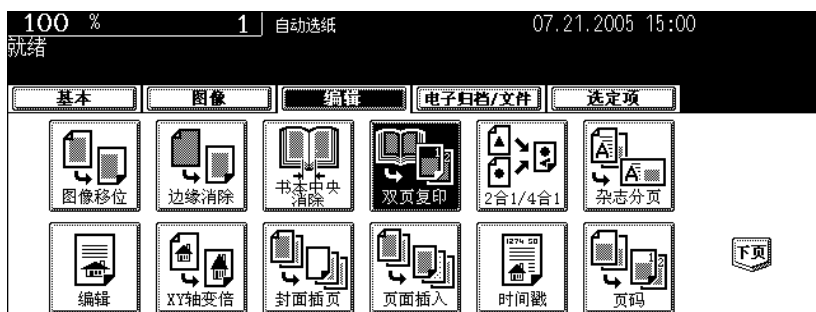 100 % 1 自动选纸 07.21.2005 15:00
就绪
基本 图像 编辑 电子归档/文件 选定项
图像移位 边缘消除 书本中央消除 双页复印 2合1/4合1 杂志分页
编辑 XY轴变倍 封面插页 页面插入 时间戳 页码 下页